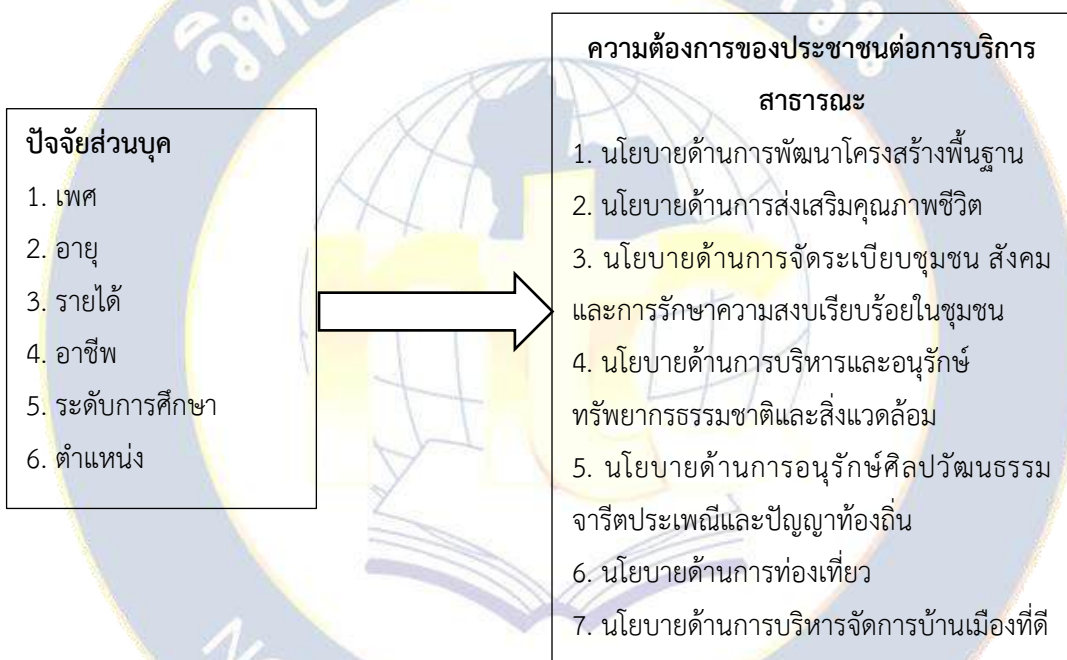 ปัจจัยส่วนบุค
1. เพศ
2. อายุ
3. รายได้
4. อาชีพ
5. ระดับการศึกษา
6. ตำแหน่ง
ความต้องการของประชาชนต่อการบริการ
สาธารณะ
1. นโยบายด้านการพัฒนาโครงสร้างพื้นฐาน
2. นโยบายด้านการส่งเสริมคุณภาพชีวิต
3. นโยบายด้านการจัดระเบียบชุมชน สังคม
และการรักษาความสงบเรียบร้อยในชุมชน
4. นโยบายด้านการบริหารและอนุรักษ์
ทรัพยากรธรรมชาติและสิ่งแวดล้อม
5. นโยบายด้านการอนุรักษ์ศิลปวัฒนธรรม
จารีตประเพณีและปัญญาท้องถิ่น
6. นโยบายด้านการท่องเที่ยว
7. นโยบายด้านการบริหารจัดการบ้านเมืองที่ดี
ntc